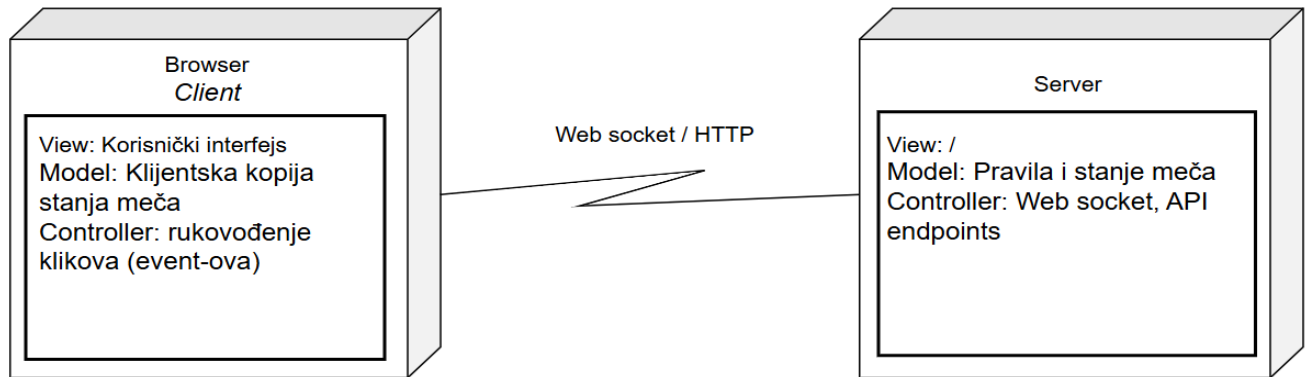 Browser
Client
View: Korisnički interfejs
Model: Klijentska kopija
stanja meča
Controller: rukovođenje
klikova (event-ova)
Web socket / HTTP
Server
View: /
Model: Pravila i stanje meča
Controller: Web socket, API
endpoints